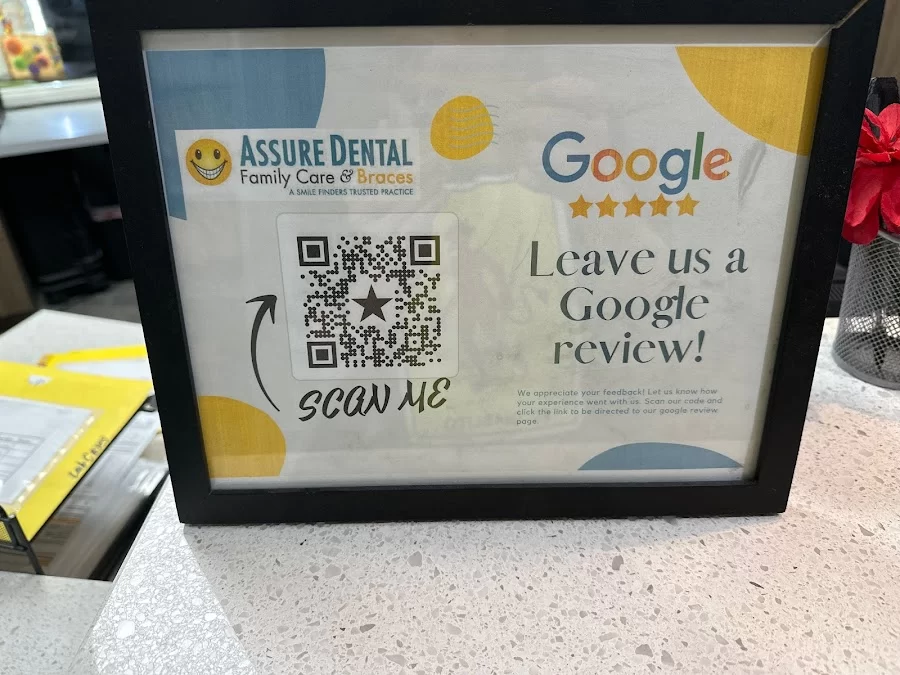 ASSURE DENTAL
Family Care & Braces
A SMILE FINDERS TRUSTED PRACTICE
SCAN ME
Google
Leave us a
Google
review!
We appreciate your feedback! Let us know how
your experience went with us. Scan our code and
click the link to be directed to our google review
page.
Lab Cases